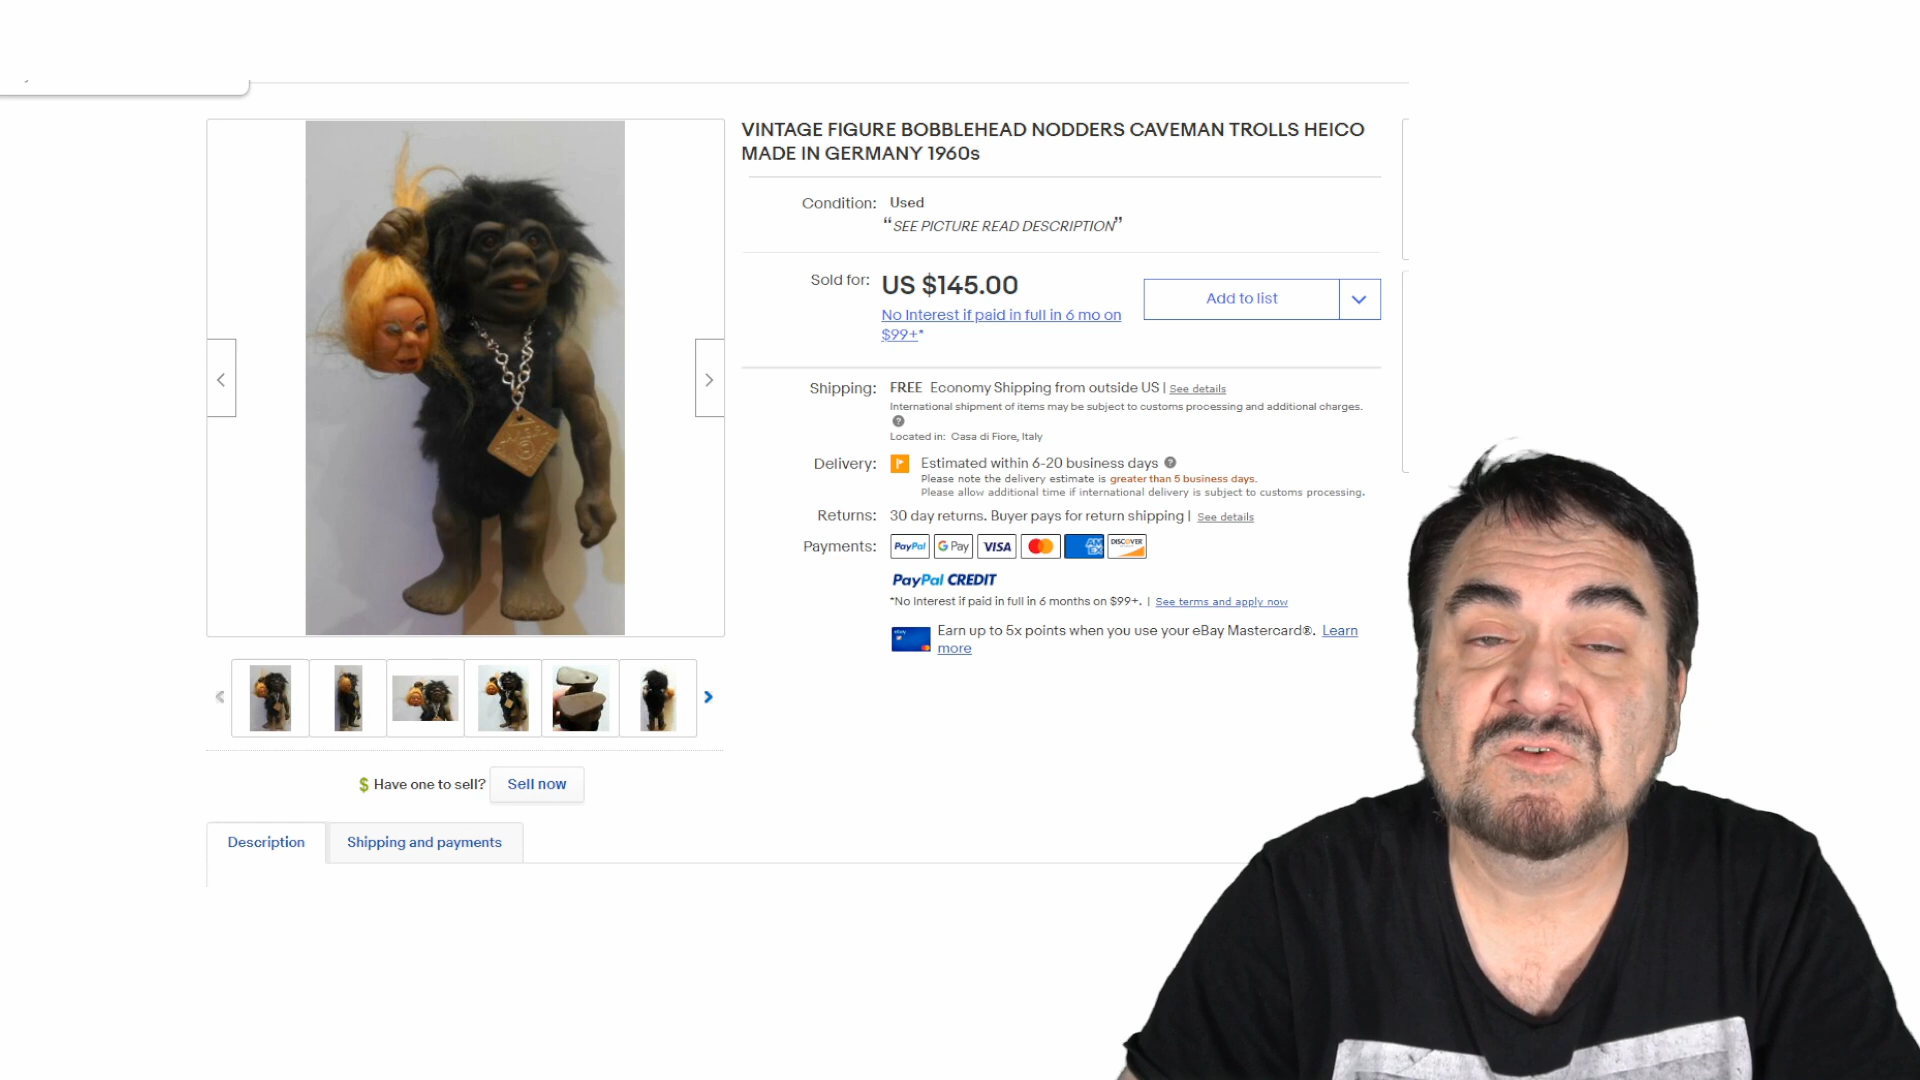 VINTAGE FIGURE BOBBLEHEAD NODDERS CAVEMAN TROLLS HEICO
MADE IN GERMANY 1960s
Condition: Used
“SEE PICTURE READ DESCRIPTION”
Sold for: US $145.00
Add to list
No Interest if paid in full in 6 mo on
$99+*
Shipping: FREE Economy Shipping from outside US | See details
International shipment of items may be subject to customs processing and additional charges.
Located in: Casa di Fiore, Italy
Delivery: Estimated within 6-20 business days
Please note the delivery estimate is greater than 5 business days.
Please allow additional time if international delivery is subject to customs processing.
Returns: 30 day returns. Buyer pays for return shipping | See details
Payments: PayPal G Pay VISA AM EX DISCOVER
PayPal CREDIT
*No Interest if paid in full in 6 months on $99+. | See terms and apply now
Earn up to 5x points when you use your eBay Mastercard®. Learn
more
$ Have one to sell? Sell now
Description Shipping and payments